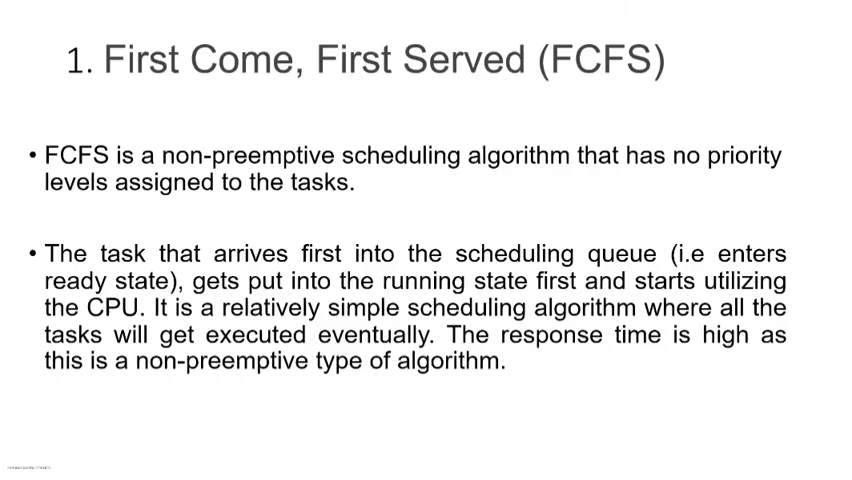 1. First Come, First Served (FCFS)
• FCFS is a non-preemptive scheduling algorithm that has no priority
levels assigned to the tasks.
• The task that arrives first into the scheduling queue (i.e enters
ready state), gets put into the running state first and starts utilizing
the CPU. It is a relatively simple scheduling algorithm where all the
tasks will get executed eventually. The response time is high as
this is a non-preemptive type of algorithm.